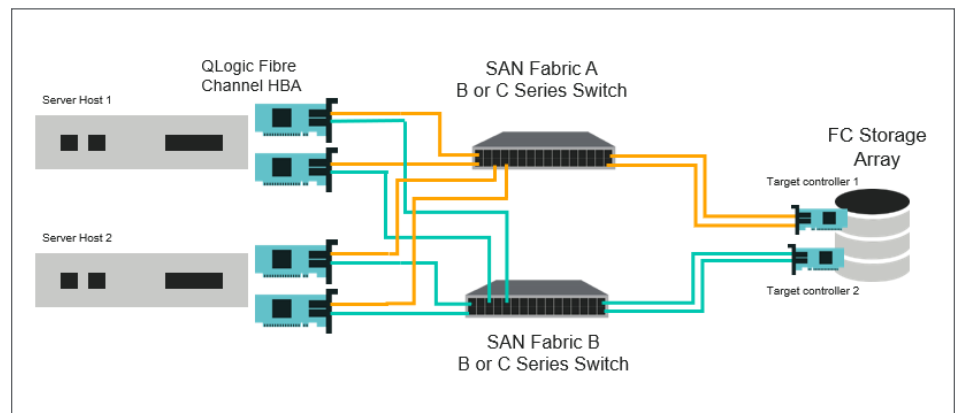 QLogic Fibre
Channel HBA
SAN Fabric A
B or C Series Switch
Server Host 1
FC Storage
Array
Target controller 1
Server Host 2
Target controller 2
SAN Fabric B
B or C Series Switch